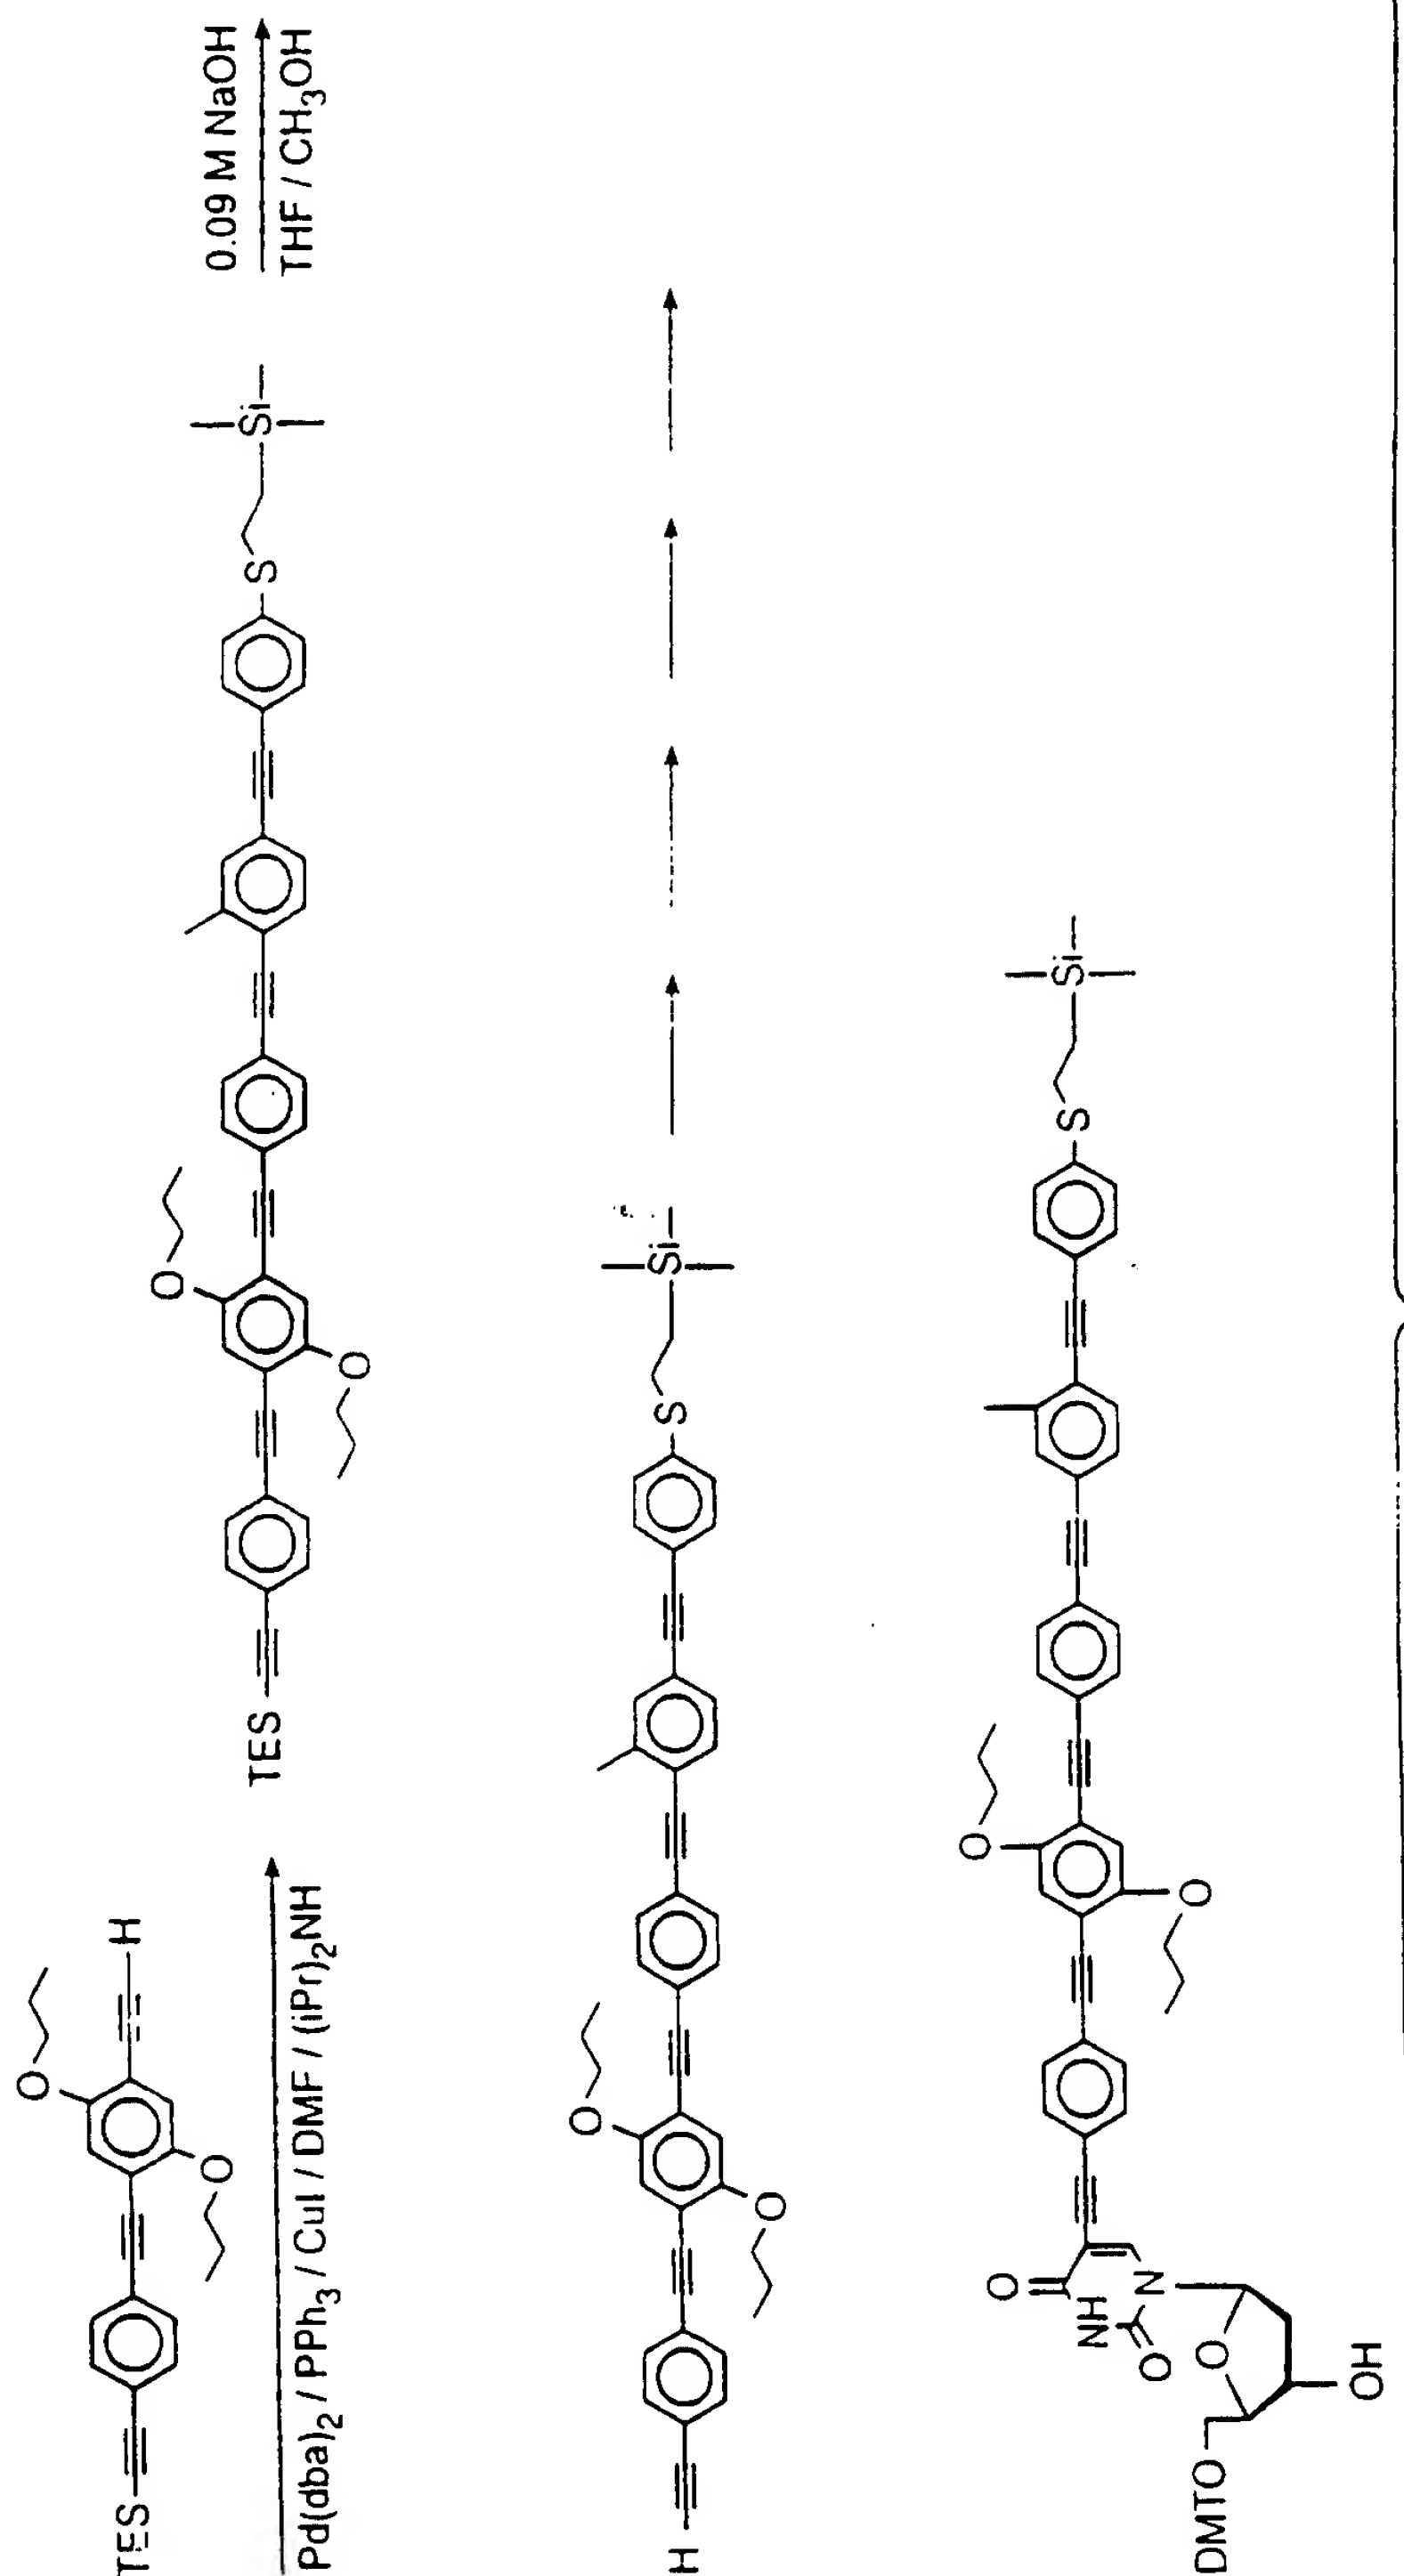 O
TES H
O
0.09 M NaOH
O
TES S Si
Pd(dba)2 / PPh3 / CuI / DMF / (iPr)2NH
THF / CH3OH
O
O
H S Si
O
O
O
S Si
NH
N
O
O
O
DMTO
OH